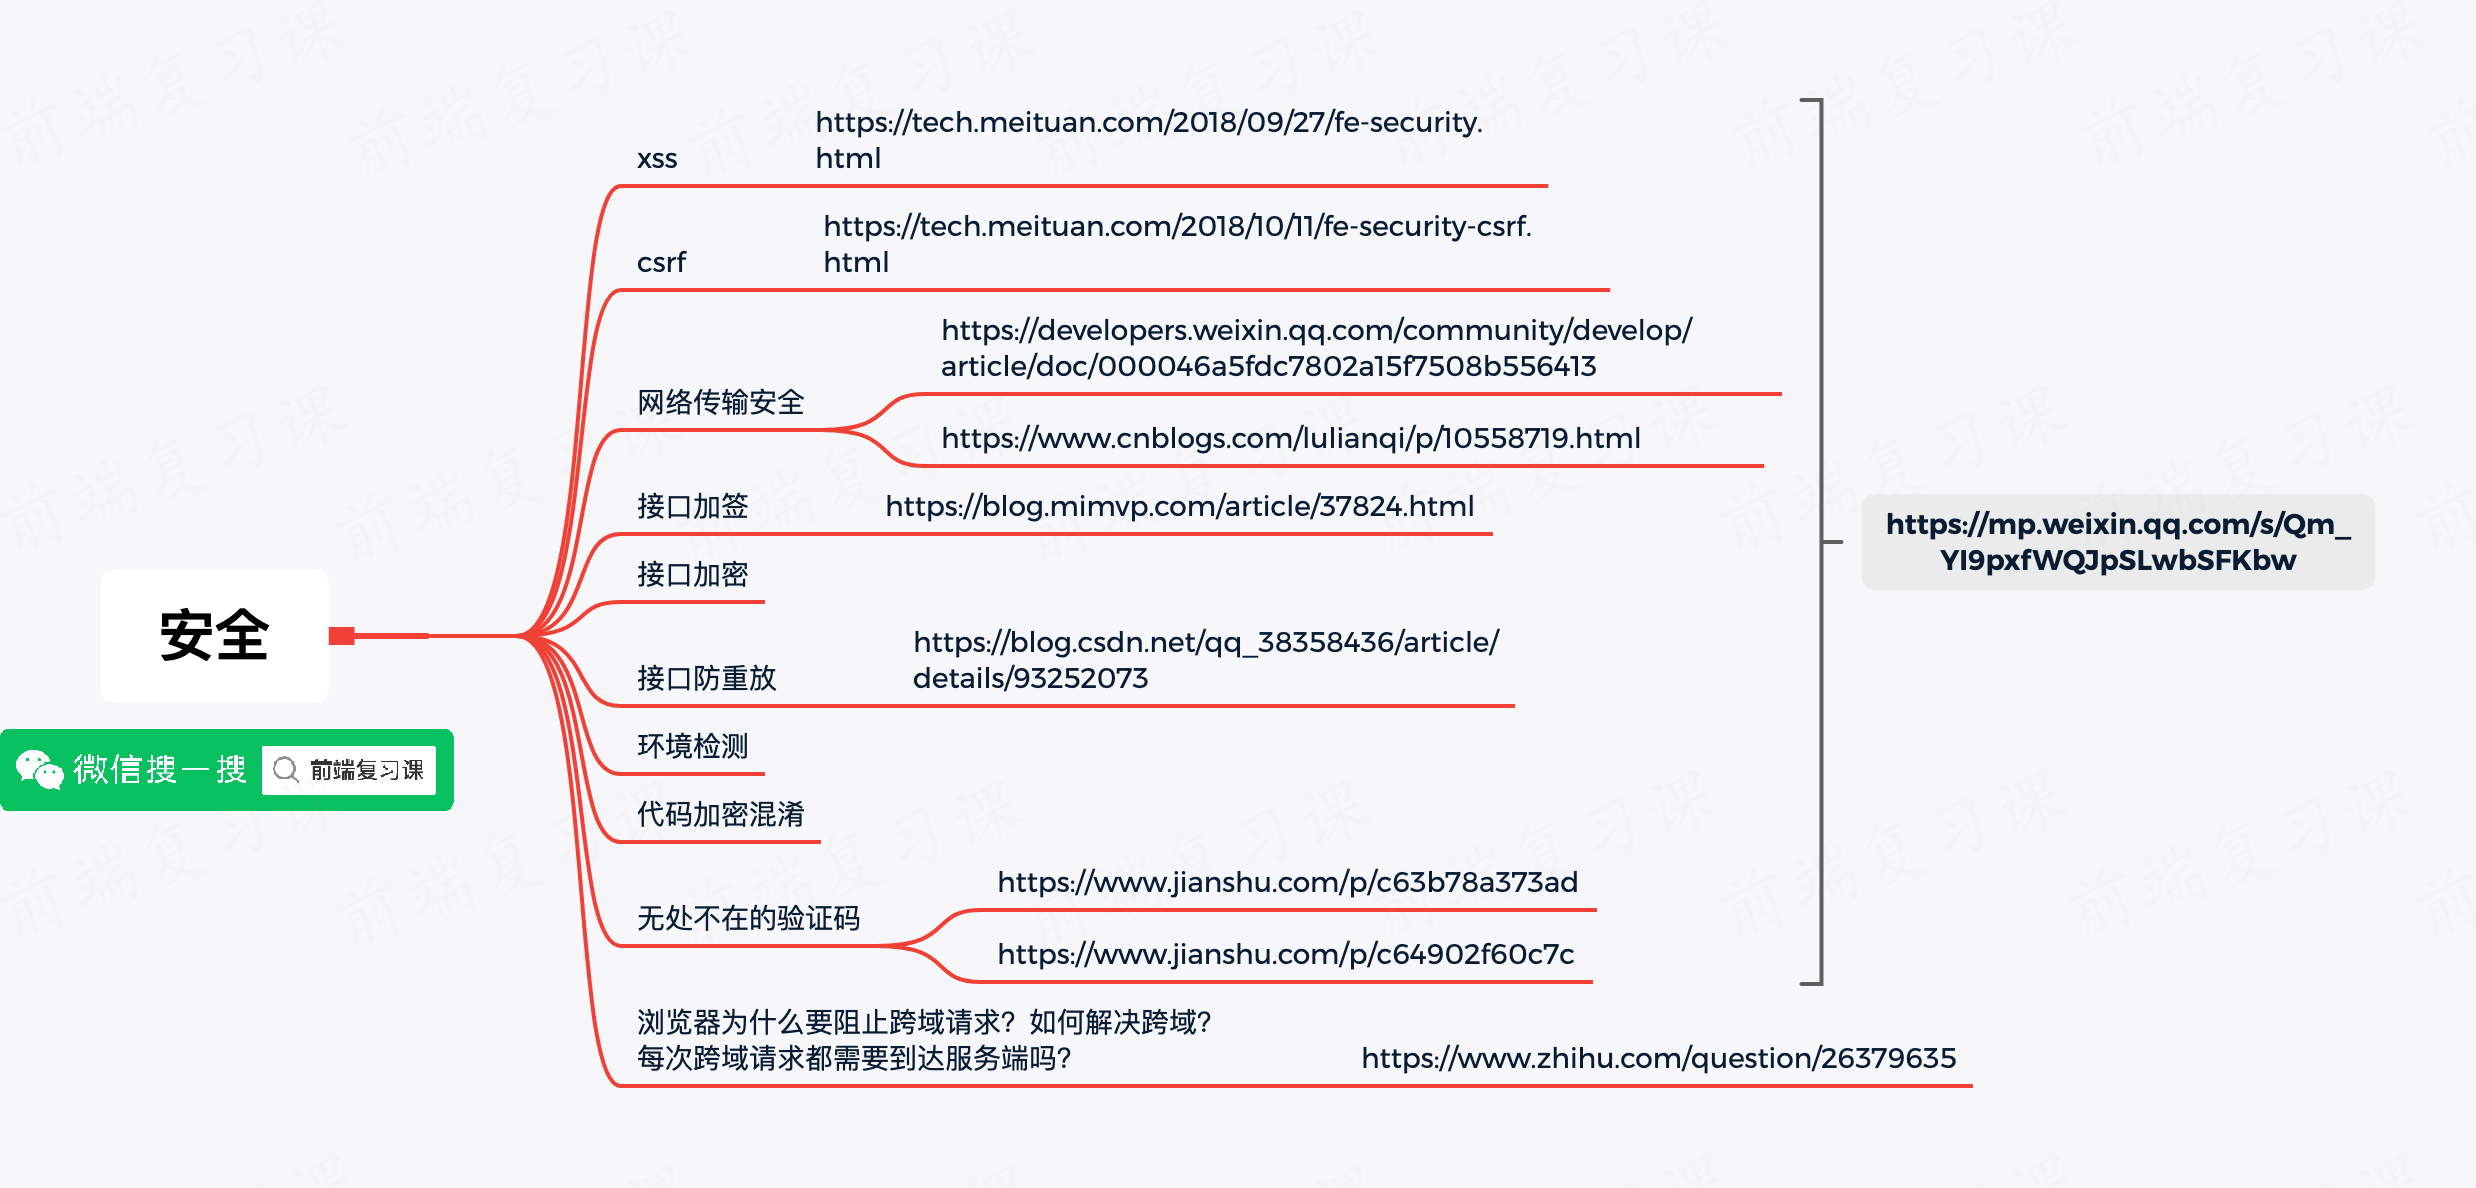 https://tech.meituan.com/2018/09/27/fe-security.
html
xss
https://tech.meituan.com/2018/10/11/fe-security-csrf.
html
csrf
https://developers.weixin.qq.com/community/develop/
article/doc/000046a5fdc7802a15f7508b556413
网络传输安全
https://www.cnblogs.com/lulianqi/p/10558719.html
接口加签
https://blog.mimvp.com/article/37824.html
https://mp.weixin.qq.com/s/Qm_
YI9pxfWQJpSLwbSFKbw
接口加密
安全
https://blog.csdn.net/qq_38358436/article/
details/93252073
接口防重放
环境检测
微信搜一搜
前端复习课
代码加密混淆
https://www.jianshu.com/p/c63b78a373ad
无处不在的验证码
https://www.jianshu.com/p/c64902f60c7c
浏览器为什么要阻止跨域请求？如何解决跨域？
每次跨域请求都需要到达服务端吗？
https://www.zhihu.com/question/26379635
前端复习课